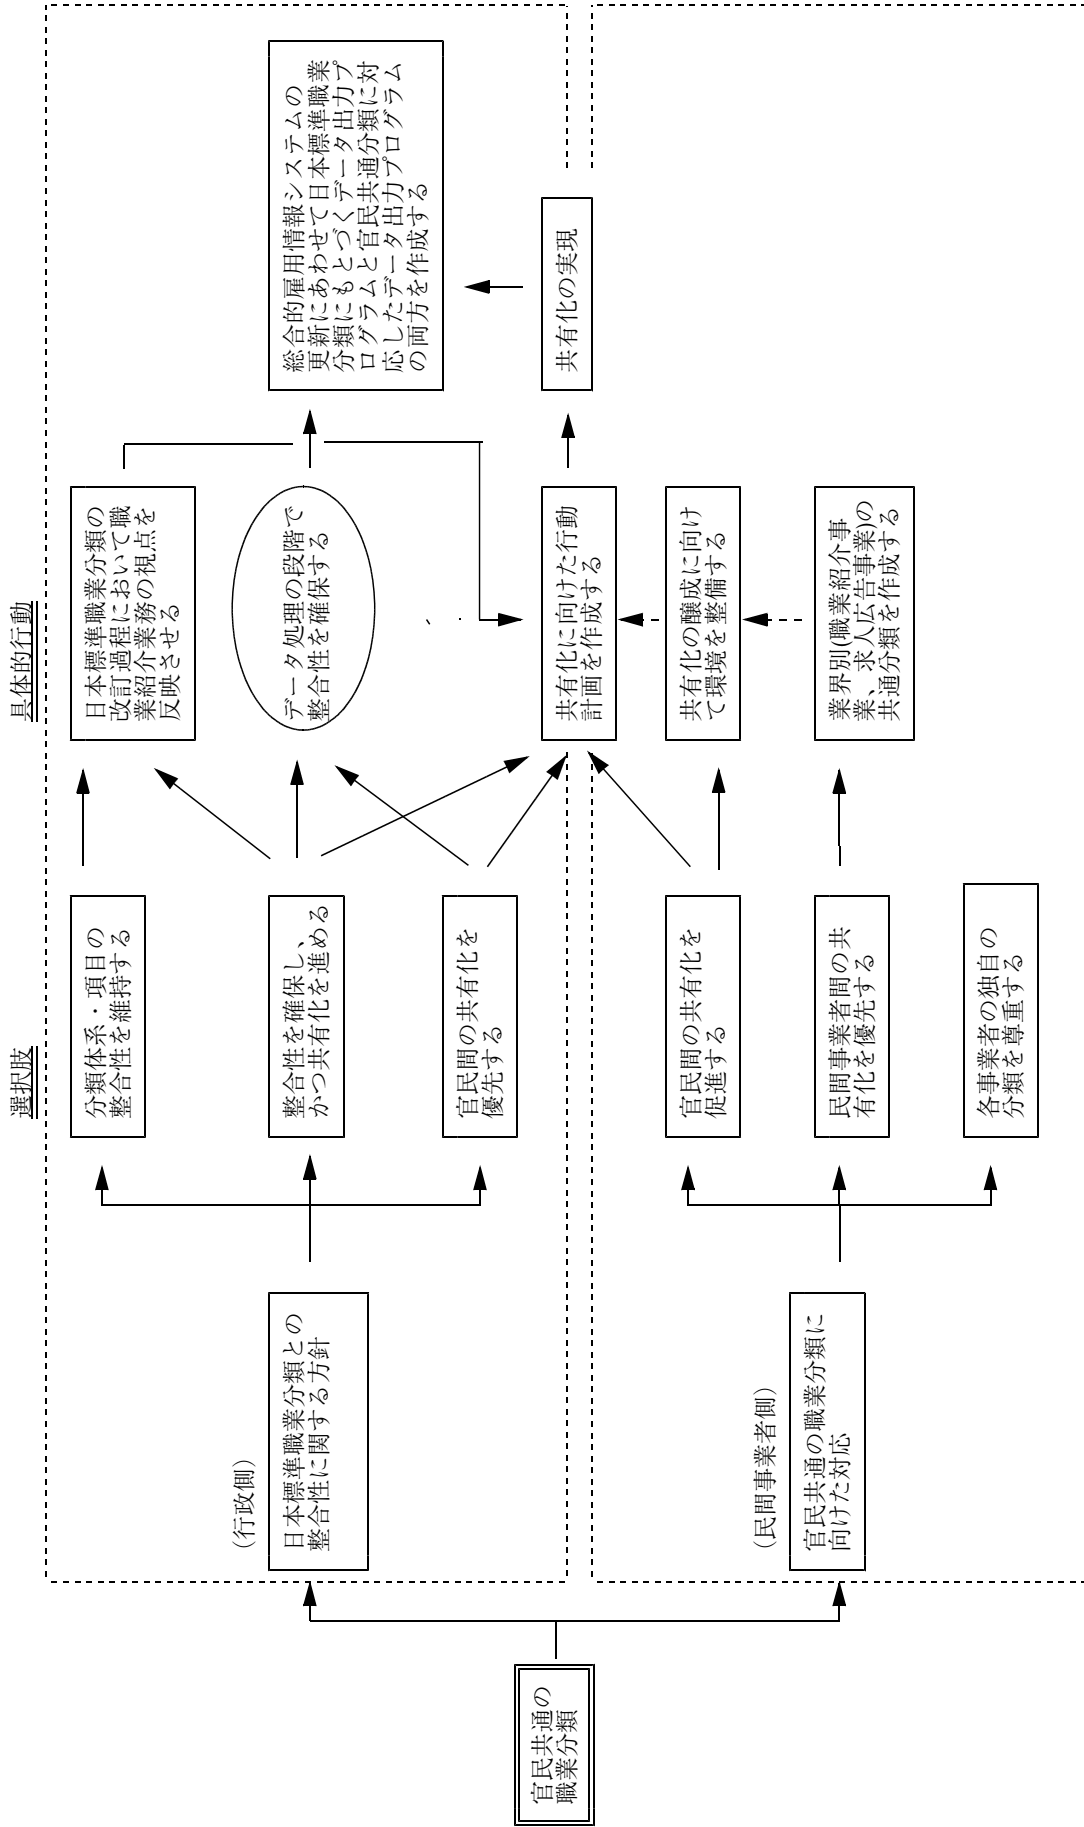 選択肢
具体的行動
官民共通の
職業分類
(行政側)
日本標準職業分類との
整合性に関する方針
分類体系・項目の
整合性を維持する
整合性を確保し、
かつ共有化を進める
官民間の共有化を
優先する
日本標準職業分類の
改訂過程において職
業紹介業務の視点を
反映させる
データ処理の段階で
整合性を確保する
総合的雇用情報システムの
更新にあわせて日本標準職業
分類にもとづくデータ出力プ
ログラムと官民共通分類に対
応したデータ出力プログラム
の両方を作成する
共有化に向けた行動
計画を作成する
共有化の実現
(民間事業者側)
官民共通の職業分類に
向けた対応
官民間の共有化を
促進する
民間事業者間の共
有化を優先する
各事業者の独自の
分類を尊重する
共有化の醸成に向け
て環境を整備する
業界別(職業紹介事
業、求人広告事業)の
共通分類を作成する